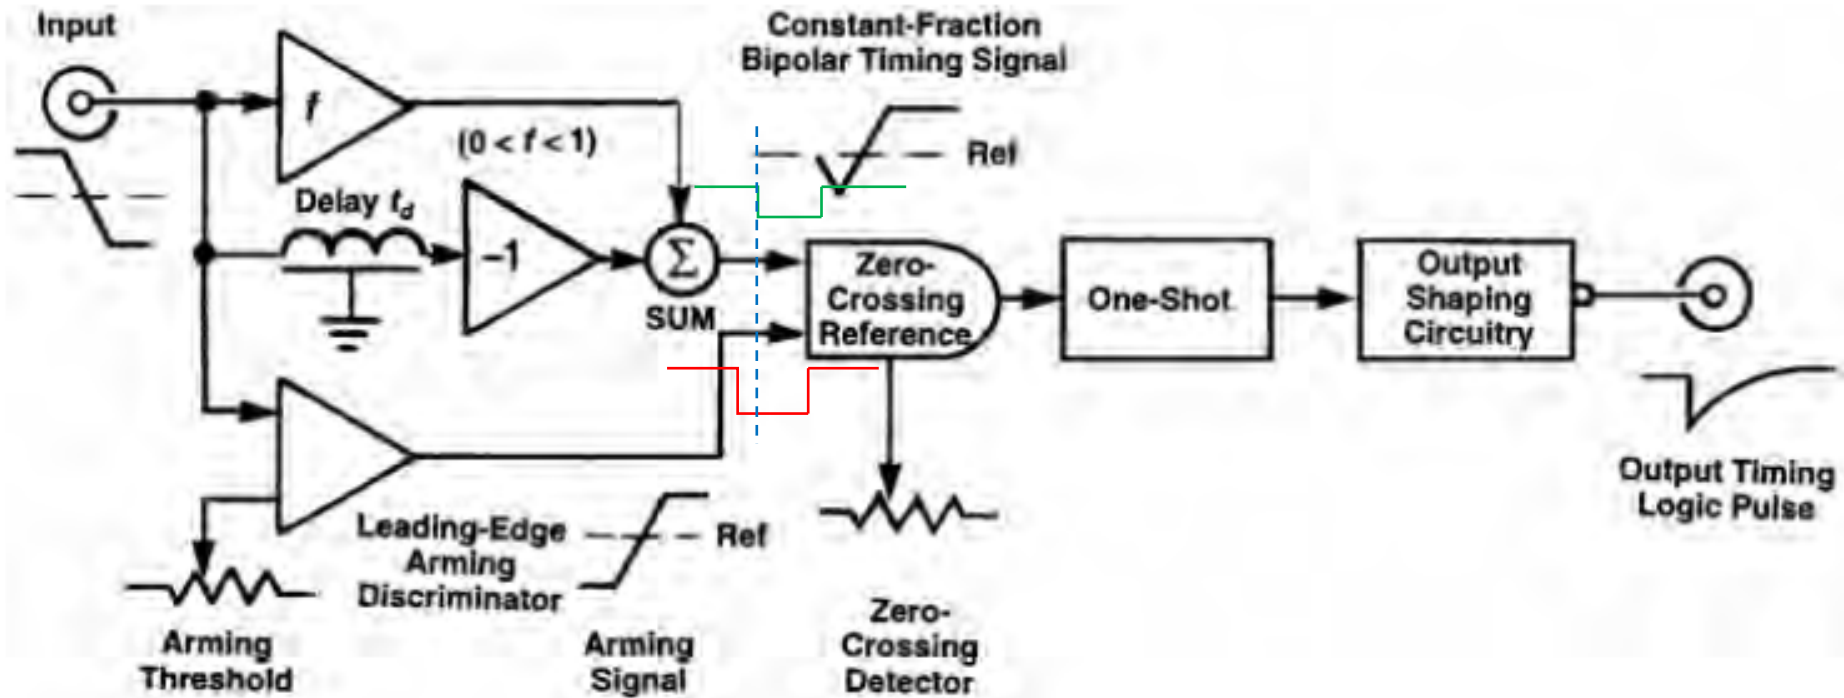 Input
f
(0 < f < 1)
Delay td
−1
Σ
SUM
Constant-Fraction
Bipolar Timing Signal
Ref
Zero-
Crossing
Reference
One-Shot
Output
Shaping
Circuitry
Output Timing
Logic Pulse
Leading-Edge
Arming
Discriminator
Ref
Arming
Threshold
Arming
Signal
Zero-
Crossing
Detector